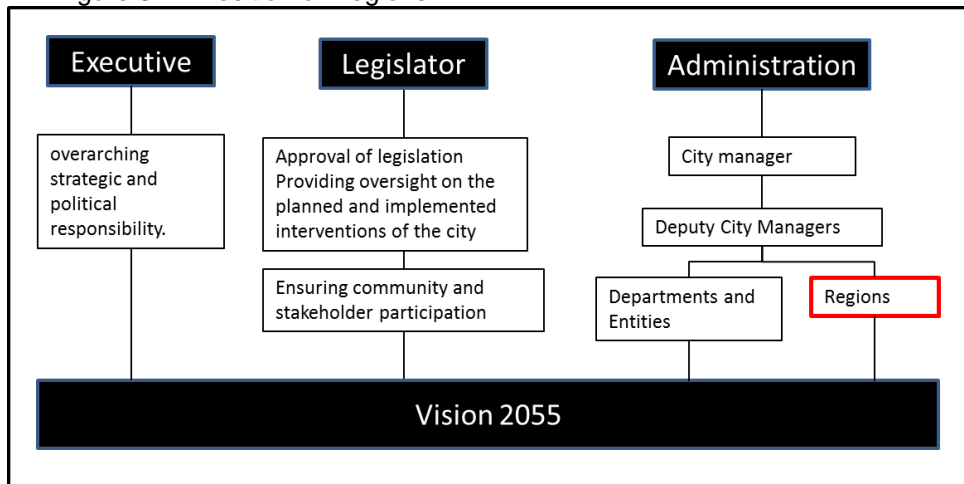 Executive
Legislator
Administration
overarching
strategic and
political
responsibility.
Approval of legislation
Providing oversight on the
planned and implemented
interventions of the city
Ensuring community and
stakeholder participation
City manager
Deputy City Managers
Departments and
Entities
Regions
Vision 2055